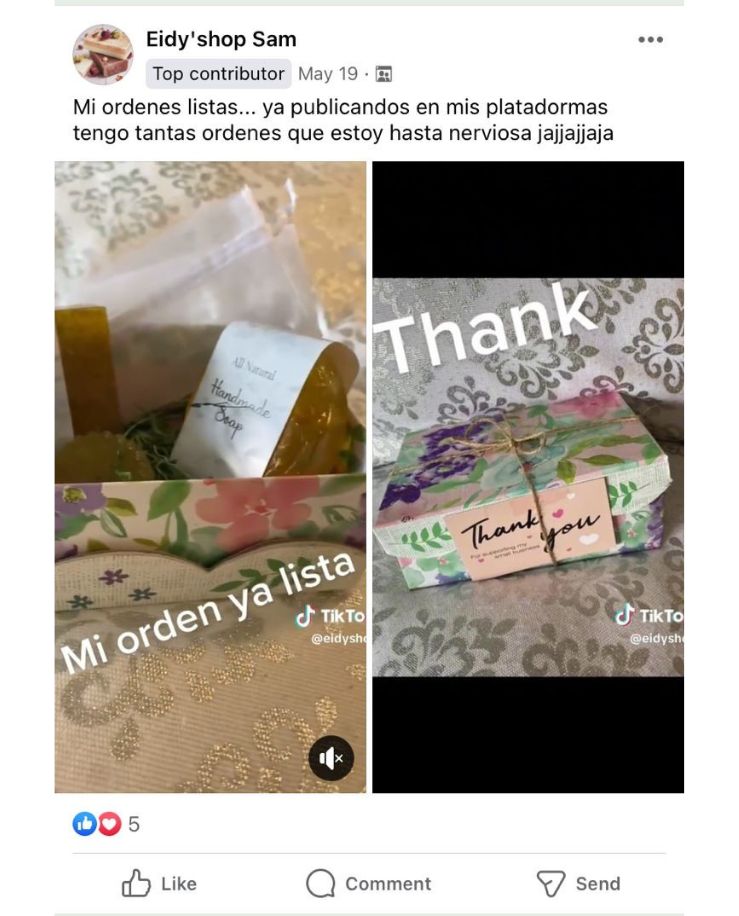 Eidy'shop Sam
Top contributor May 19 ·
Mi ordenes listas... ya publicandos en mis platadormas
tengo tantas ordenes que estoy hasta nerviosa jajjajjaja
All Natural
Handmade
Soap
Mi orden ya lista
TikTo
@eidysh
Thank
Thank you
For supporting my
small business
TikTo
@eidysh
5
Like
Comment
Send